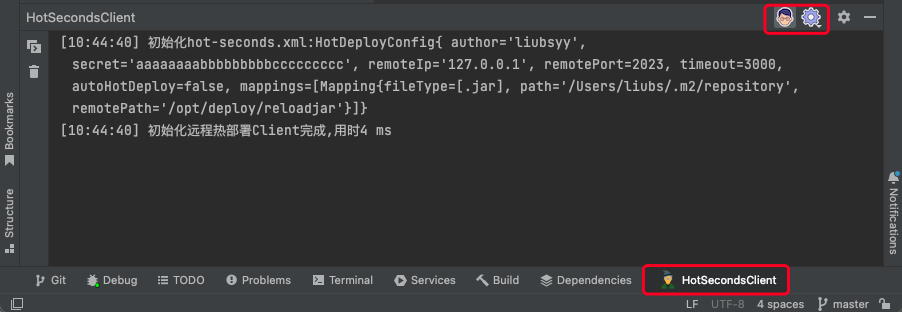 HotSecondsClient
[10:44:40] 初始化hot-seconds.xml:HotDeployConfig{ author='liubsyy',
secret='aaaaaaaabbbbbbbbbbcccccccccc', remoteIp='127.0.0.1', remotePort=2023, timeout=3000,
autoHotDeploy=false, mappings=[Mapping{fileType=[.jar], path='/Users/liubs/.m2/repository',
remotePath='/opt/deploy/reloadjar'}]}
[10:44:40] 初始化远程热部署Client完成,用时4 ms
Bookmarks
Structure
Notifications
Git Debug TODO Problems Terminal Services Build Dependencies HotSecondsClient
LF UTF-8 4 spaces master